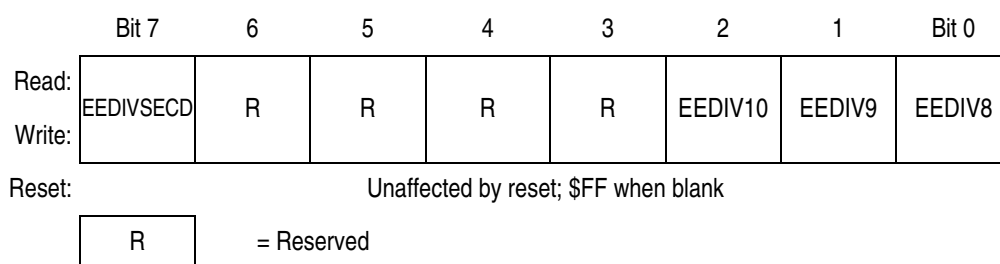 Bit 7 6 5 4 3 2 1 Bit 0
Read:
EEDIVSECD R R R R EEDIV10 EEDIV9 EEDIV8
Write:
Reset: Unaffected by reset; $FF when blank
R = Reserved